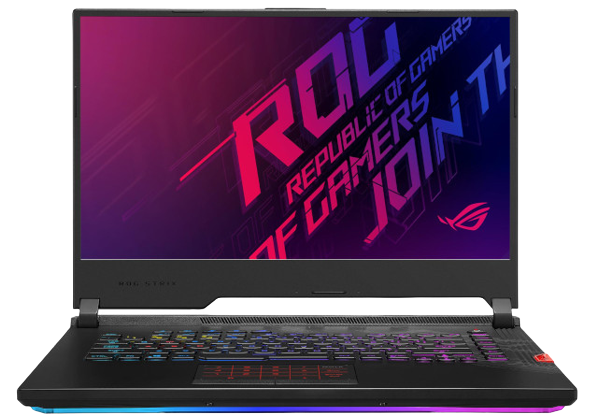 ROG
REPUBLIC OF GAMERS
OF GAMERS
JOIN TH
ROG STRIX